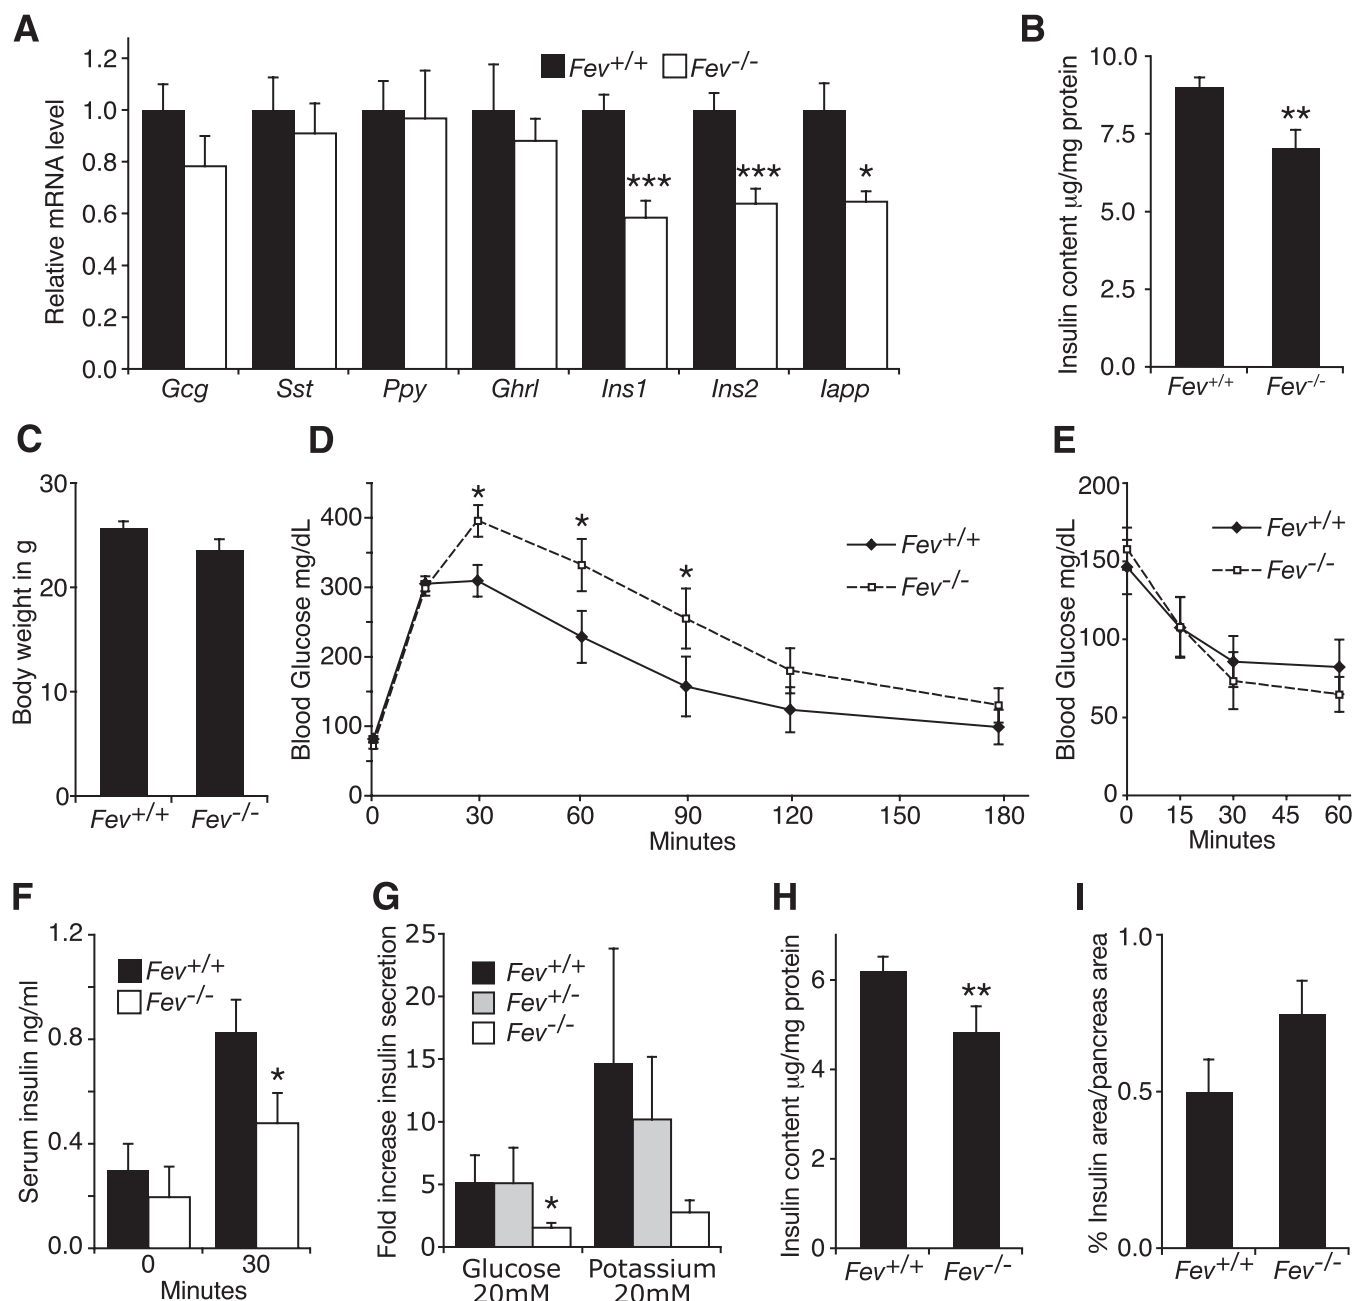 A
Relative mRNA level
1.2
1.0
0.8
0.6
0.4
0.2
0.0
Fev+/+ Fev-/-
*** *** *
Gcg Sst Ppy Ghrl Ins1 Ins2 Iapp
B
Insulin content µg/mg protein
10.0
7.5
5.0
2.5
0.0
**
Fev+/+ Fev-/-
C
Body weight in g
30
20
10
0
Fev+/+ Fev-/-
D
Blood Glucose mg/dL
400
300
200
100
0
* * *
Fev+/+
Fev-/-
0 30 60 90 120 150 180
Minutes
E
Blood Glucose mg/dL
200
150
100
50
0
Fev+/+
Fev-/-
0 15 30 45 60
Minutes
F
Serum insulin ng/ml
1.2
0.8
0.4
0.0
Fev+/+
Fev-/-
*
0 30
Minutes
G
Fold increase insulin secretion
25
20
15
10
5
0
Fev+/+
Fev+/-
Fev-/-
*
Glucose Potassium
20mM 20mM
H
Insulin content µg/mg protein
6
4
2
0
**
Fev+/+ Fev-/-
I
% Insulin area/pancreas area
1.0
0.5
0.0
Fev+/+ Fev-/-